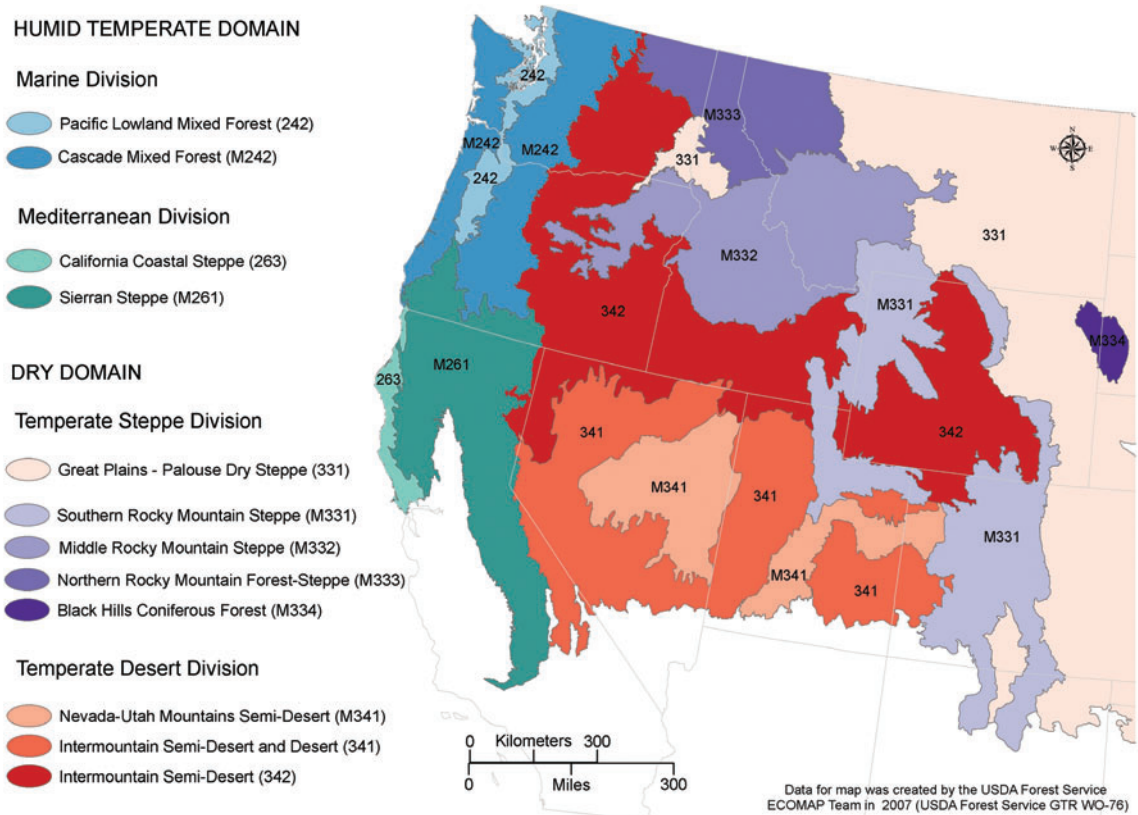 HUMID TEMPERATE DOMAIN
Marine Division
Pacific Lowland Mixed Forest (242)
Cascade Mixed Forest (M242)
Mediterranean Division
California Coastal Steppe (263)
Sierran Steppe (M261)
DRY DOMAIN
Temperate Steppe Division
Great Plains - Palouse Dry Steppe (331)
Southern Rocky Mountain Steppe (M331)
Middle Rocky Mountain Steppe (M332)
Northern Rocky Mountain Forest-Steppe (M333)
Black Hills Coniferous Forest (M334)
Temperate Desert Division
Nevada-Utah Mountains Semi-Desert (M341)
Intermountain Semi-Desert and Desert (341)
Intermountain Semi-Desert (342)
242
M333
N
W E
S
M242
M242
331
242
331
M332
M331
342
M334
M261
263
342
341
M341
341
M331
M341
341
0 Kilometers 300
0 Miles 300
Data for map was created by the USDA Forest Service
ECOMAP Team in 2007 (USDA Forest Service GTR WO-76)